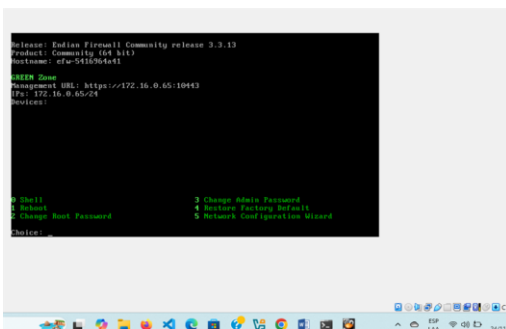 Release: Endian Firewall Community release 3.3.13
Product: Community (64 bit)
Hostname: efw-5416964a41
GREEN Zone
Management URL: https://172.16.0.65:10443
IPs: 172.16.0.65/24
Devices:
0 Shell 3 Change Admin Password
1 Reboot 4 Restore Factory Default
2 Change Root Password 5 Network Configuration Wizard
Choice: _
ESP